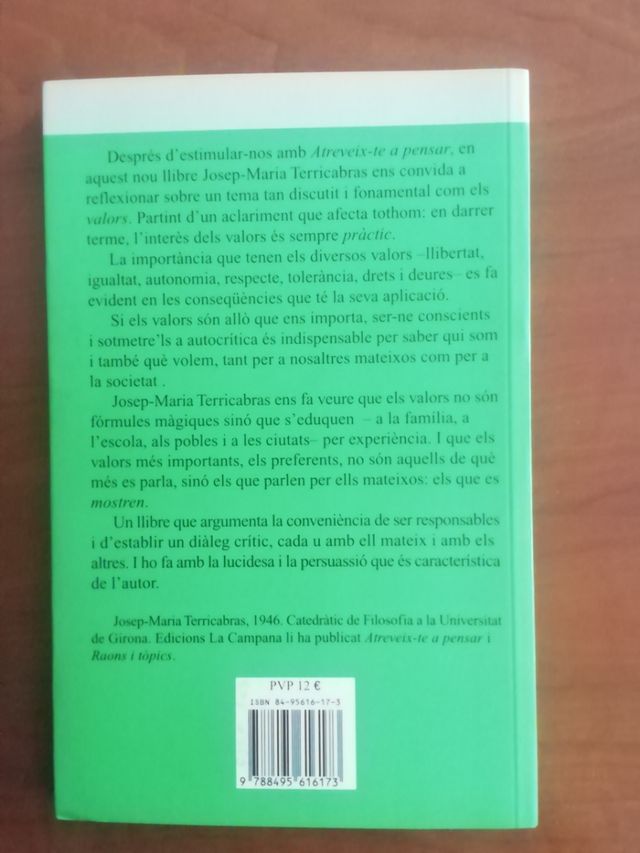 Després d'estimular-nos amb Atreveix-te a pensar, en
aquest nou llibre Josep-Maria Terricabras ens convida a
reflexionar sobre un tema tan discutit i fonamental com els
valors. Partint d'un aclariment que afecta tothom: en darrer
terme, l'interès dels valors és sempre pràctic.
La importància que tenen els diversos valors –llibertat,
igualtat, autonomia, respecte, tolerància, drets i deures– es fa
evident en les conseqüències que té la seva aplicació.
Si els valors són allò que ens importa, ser-ne conscients
i sotmetre'ls a autocrítica és indispensable per saber qui som
i també què volem, tant per a nosaltres mateixos com per a
la societat .
Josep-Maria Terricabras ens fa veure que els valors no són
fórmules màgiques sinó que s'eduquen – a la família, a
l'escola, als pobles i a les ciutats– per experiència. I que els
valors més importants, els preferents, no són aquells de què
més es parla, sinó els que parlen per ells mateixos: els que es
mostren.
Un llibre que argumenta la conveniència de ser responsables
i d'establir un diàleg crític, cada u amb ell mateix i amb els
altres. I ho fa amb la lucidesa i la persuassió que és característica
de l'autor.
Josep-Maria Terricabras, 1946. Catedràtic de Filosofia a la Universitat
de Girona. Edicions La Campana li ha publicat Atreveix-te a pensar i
Raons i tòpics.
PVP 12 €
ISBN 84-95616-17-3
9 788495 616173